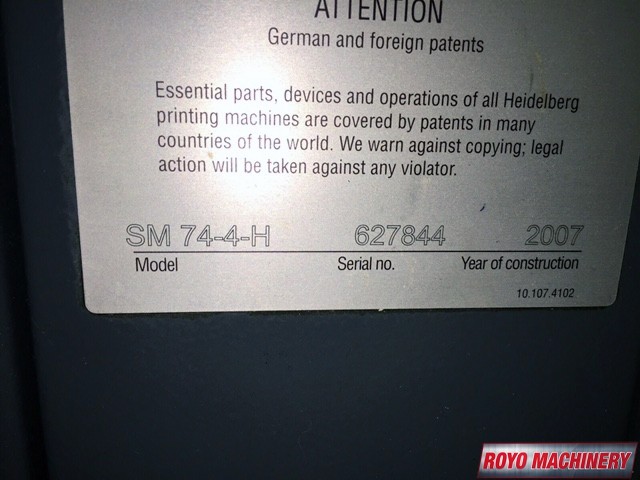 ATTENTION
German and foreign patents
Essential parts, devices and operations of all Heidelberg
printing machines are covered by patents in many
countries of the world. We warn against copying; legal
action will be taken against any violator.
SM 74-4-H 627844 2007
Model Serial no. Year of construction
10.107.4102
ROYO MACHINERY